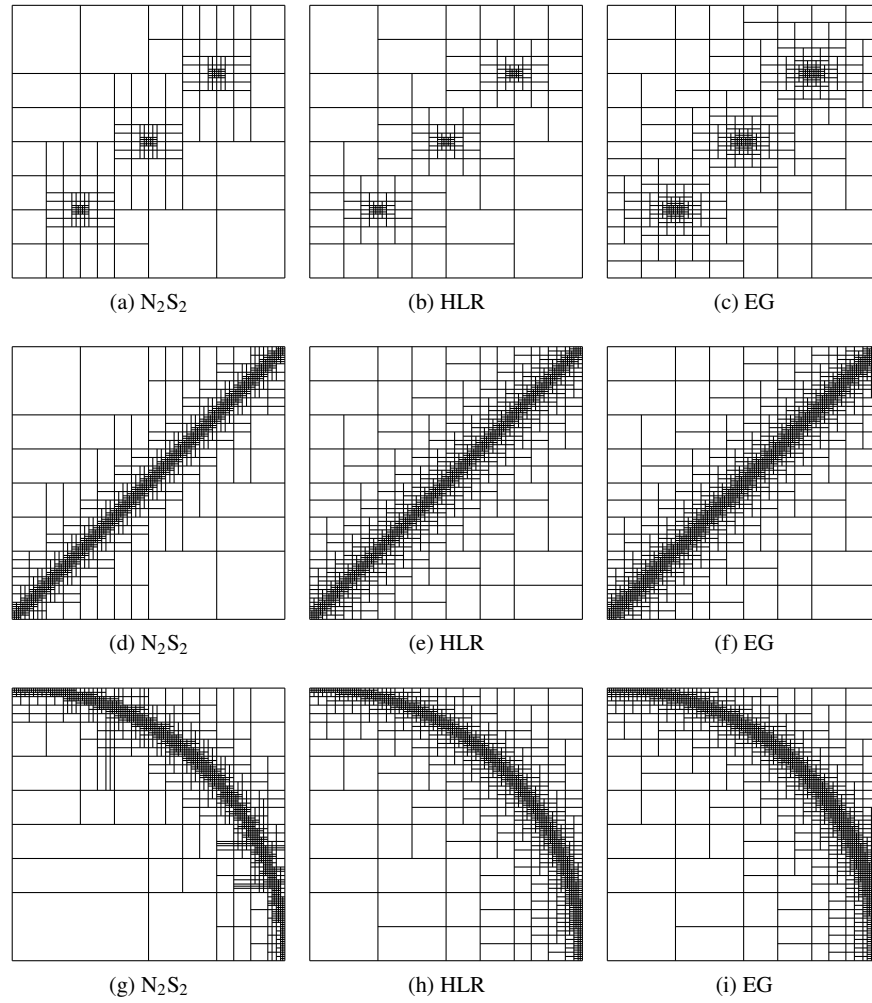 (a) N₂S₂
(b) HLR
(c) EG
(d) N₂S₂
(e) HLR
(f) EG
(g) N₂S₂
(h) HLR
(i) EG